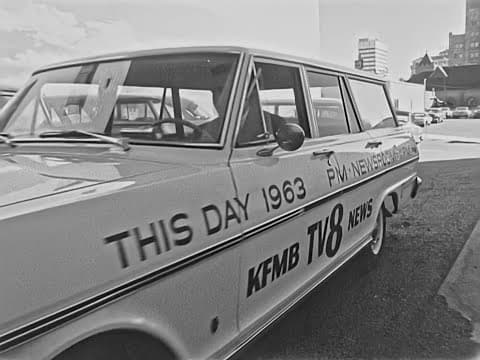 THIS DAY 1963
PM-NEWSROOM
KFMB TV8 NEWS